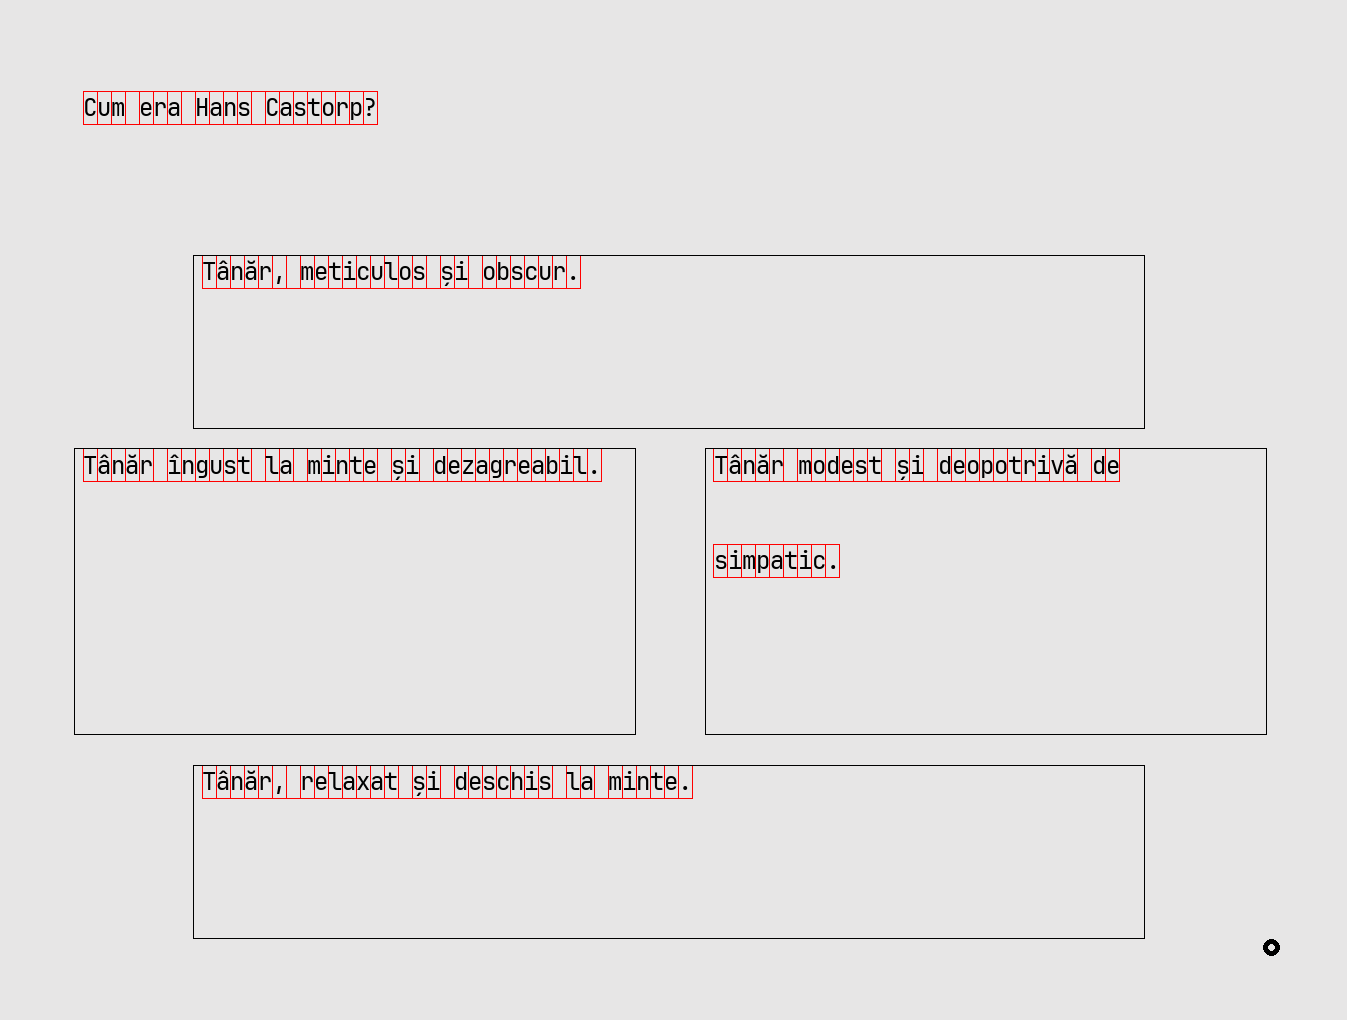 Cum era Hans Castorp?
Tânăr, meticulos și obscur.
Tânăr îngust la minte și dezagreabil.
Tânăr modest și deopotrivă de
simpatic.
Tânăr, relaxat și deschis la minte.